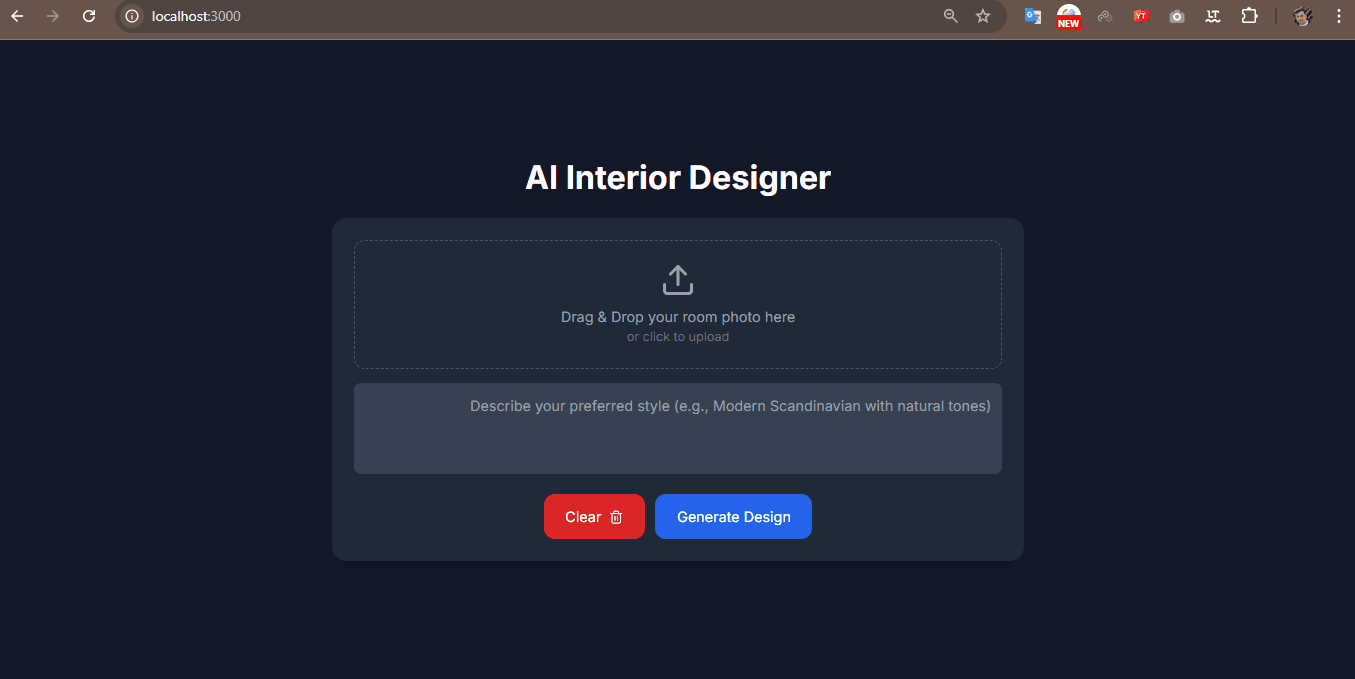 localhost:3000
NEW
YT
LT
AI Interior Designer
Drag & Drop your room photo here
or click to upload
Describe your preferred style (e.g., Modern Scandinavian with natural tones)
Clear
Generate Design